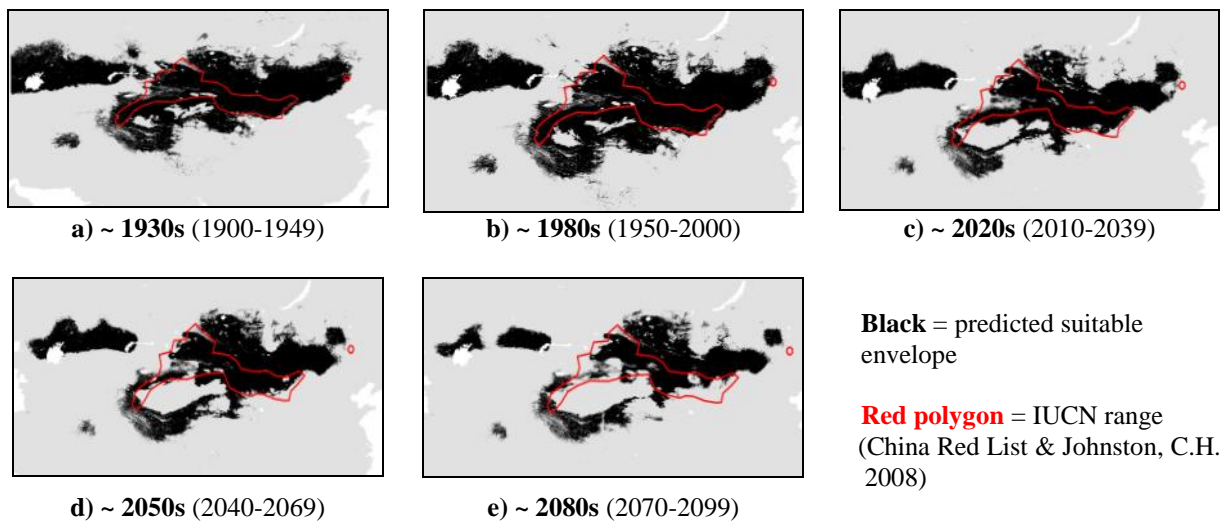 a) ~ 1930s (1900-1949)
b) ~ 1980s (1950-2000)
c) ~ 2020s (2010-2039)
d) ~ 2050s (2040-2069)
e) ~ 2080s (2070-2099)
Black = predicted suitable
envelope
Red polygon = IUCN range
(China Red List & Johnston, C.H.
2008)